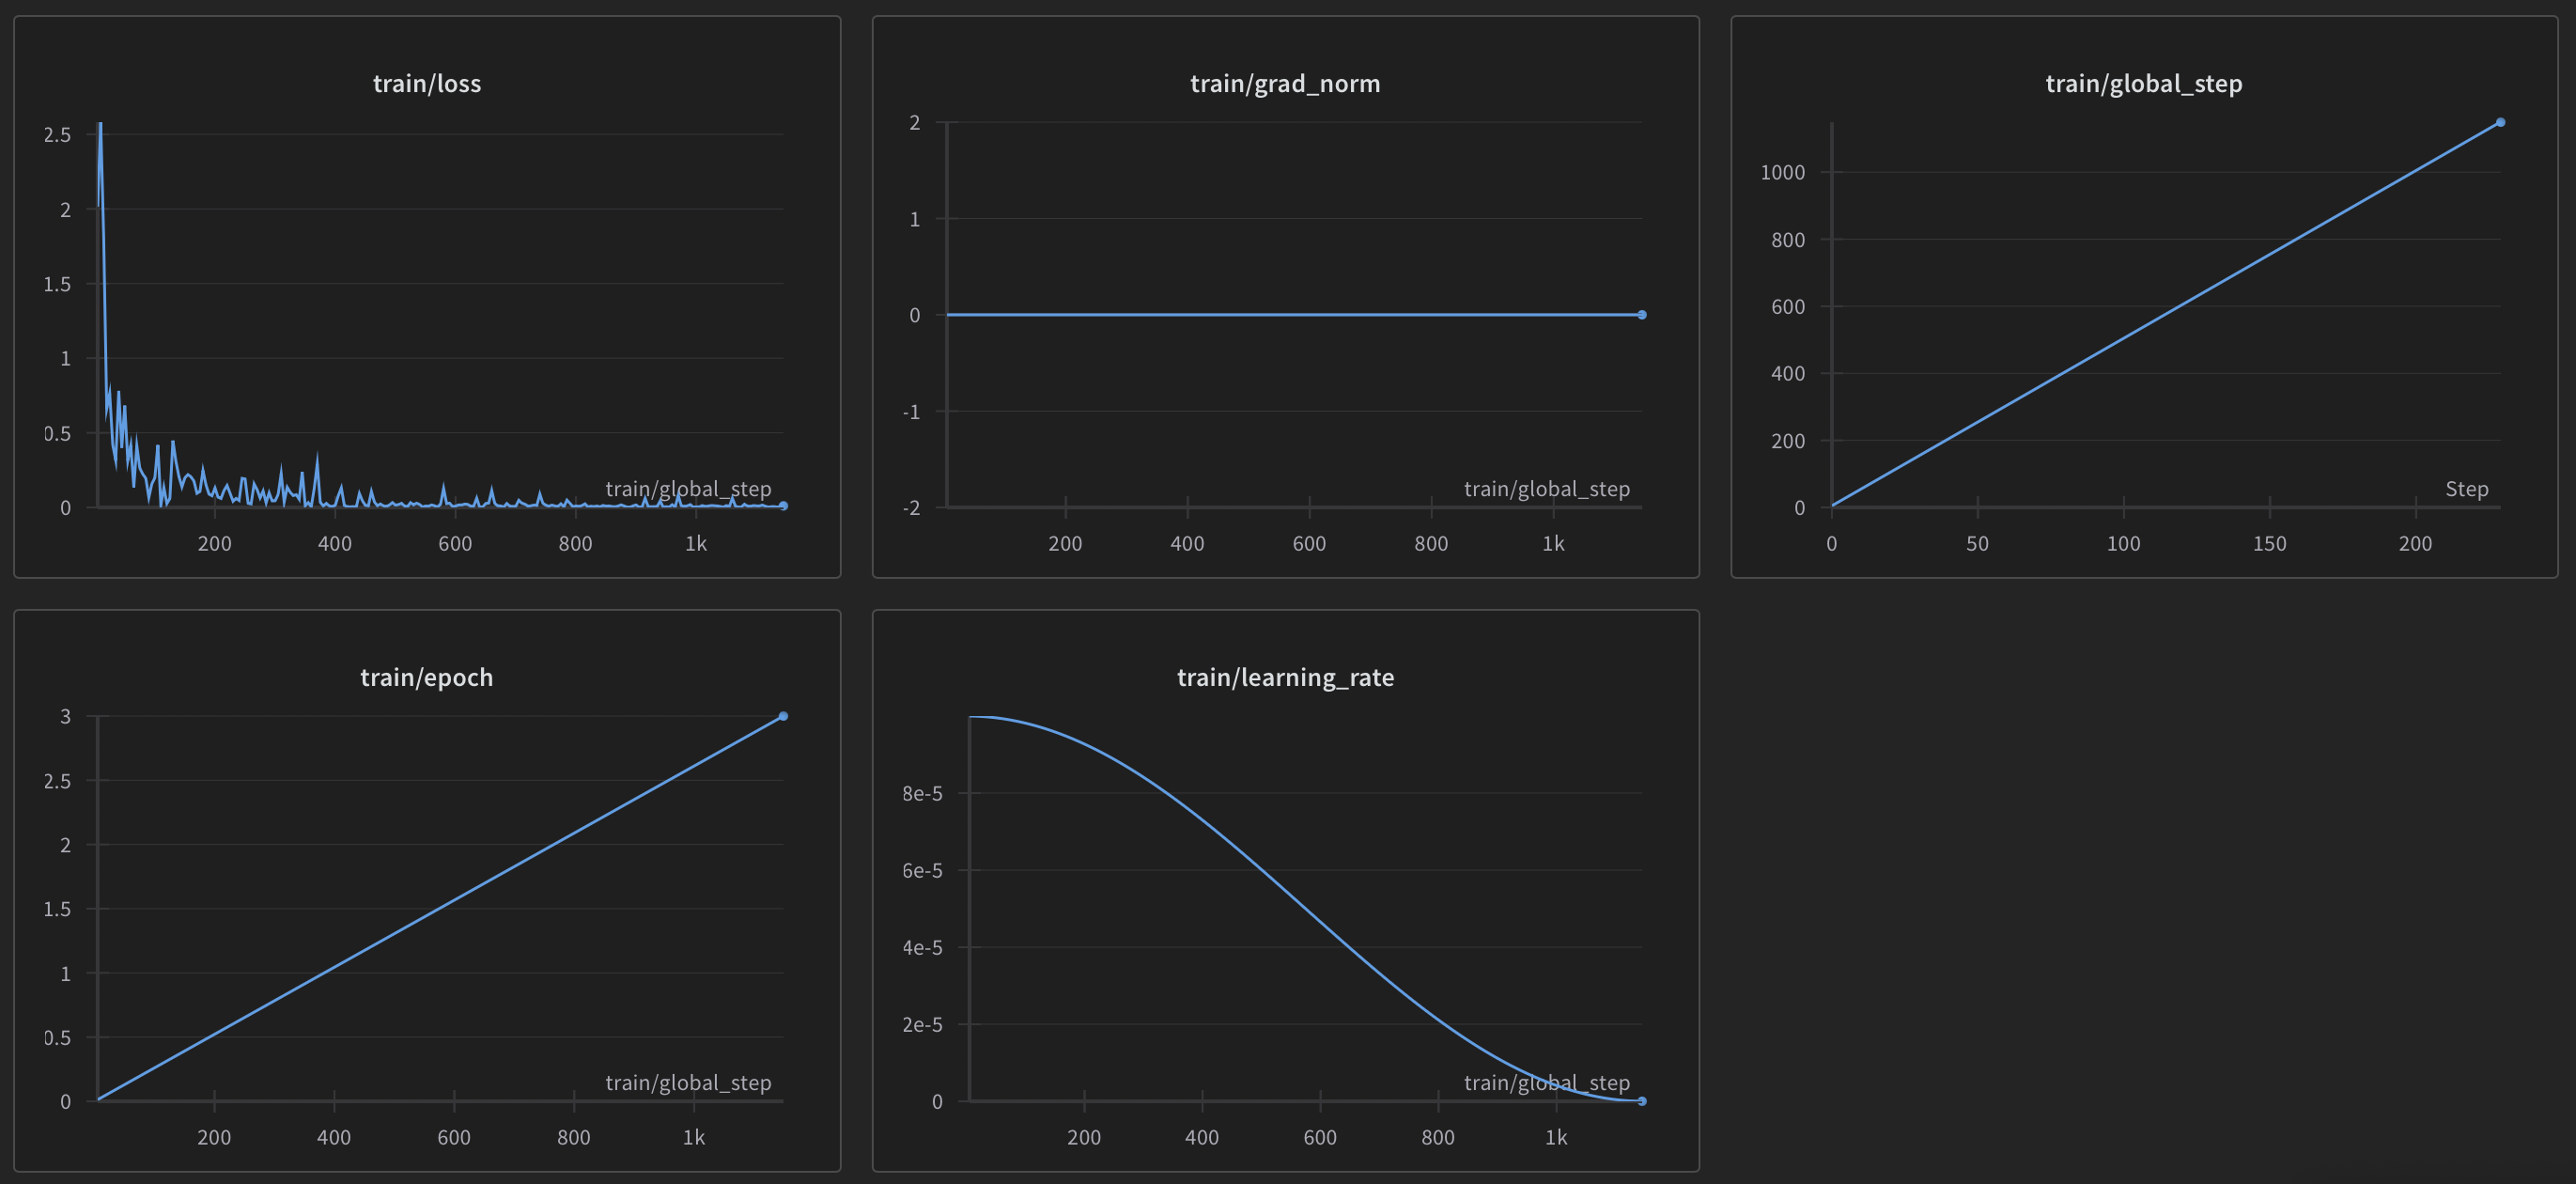 train/loss
2.5
2
1.5
1
0.5
0
train/global_step
200 400 600 800 1k
train/grad_norm
2
1
0
-1
-2
train/global_step
200 400 600 800 1k
train/global_step
1000
800
600
400
200
0
Step
0 50 100 150 200
train/epoch
3
2.5
2
1.5
1
0.5
0
train/global_step
200 400 600 800 1k
train/learning_rate
8e-5
6e-5
4e-5
2e-5
0
train/global_step
200 400 600 800 1k